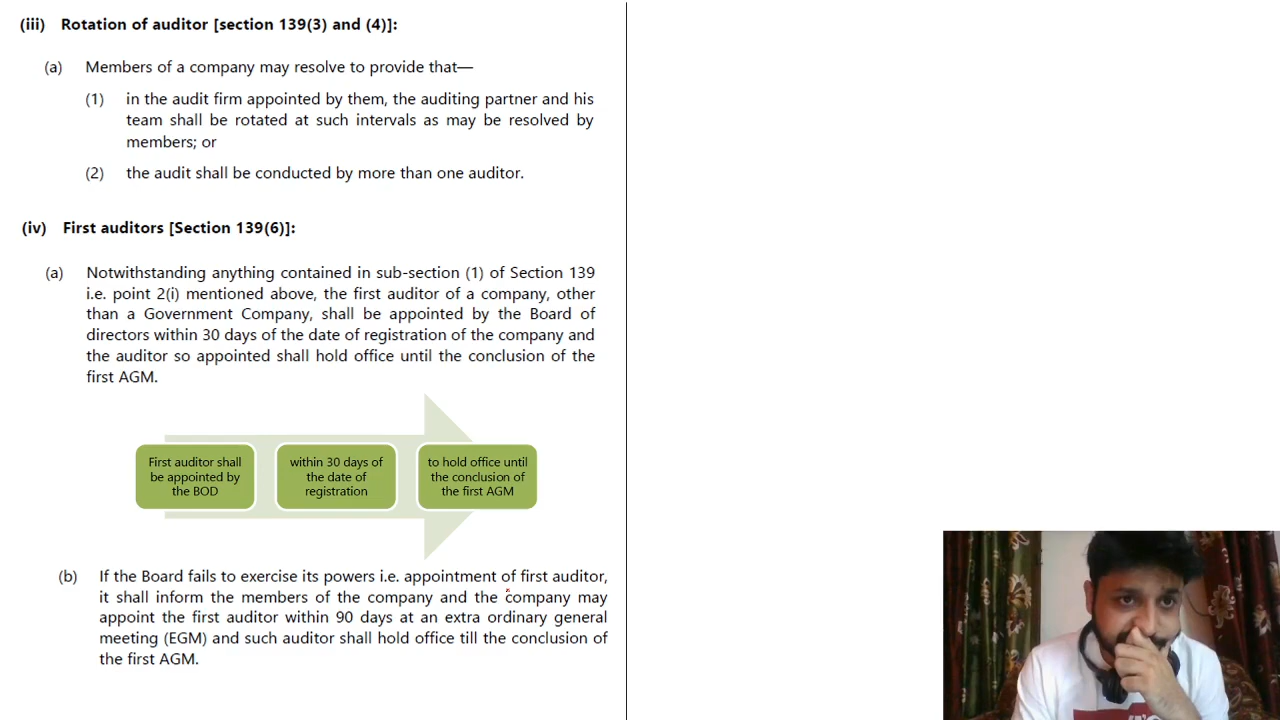 (iii) Rotation of auditor [section 139(3) and (4)]:
(a) Members of a company may resolve to provide that—
(1) in the audit firm appointed by them, the auditing partner and his
team shall be rotated at such intervals as may be resolved by
members; or
(2) the audit shall be conducted by more than one auditor.
(iv) First auditors [Section 139(6)]:
(a) Notwithstanding anything contained in sub-section (1) of Section 139
i.e. point 2(i) mentioned above, the first auditor of a company, other
than a Government Company, shall be appointed by the Board of
directors within 30 days of the date of registration of the company and
the auditor so appointed shall hold office until the conclusion of the
first AGM.
First auditor shall
be appointed by
the BOD
within 30 days of
the date of
registration
to hold office until
the conclusion of
the first AGM
(b) If the Board fails to exercise its powers i.e. appointment of first auditor,
it shall inform the members of the company and the company may
appoint the first auditor within 90 days at an extra ordinary general
meeting (EGM) and such auditor shall hold office till the conclusion of
the first AGM.